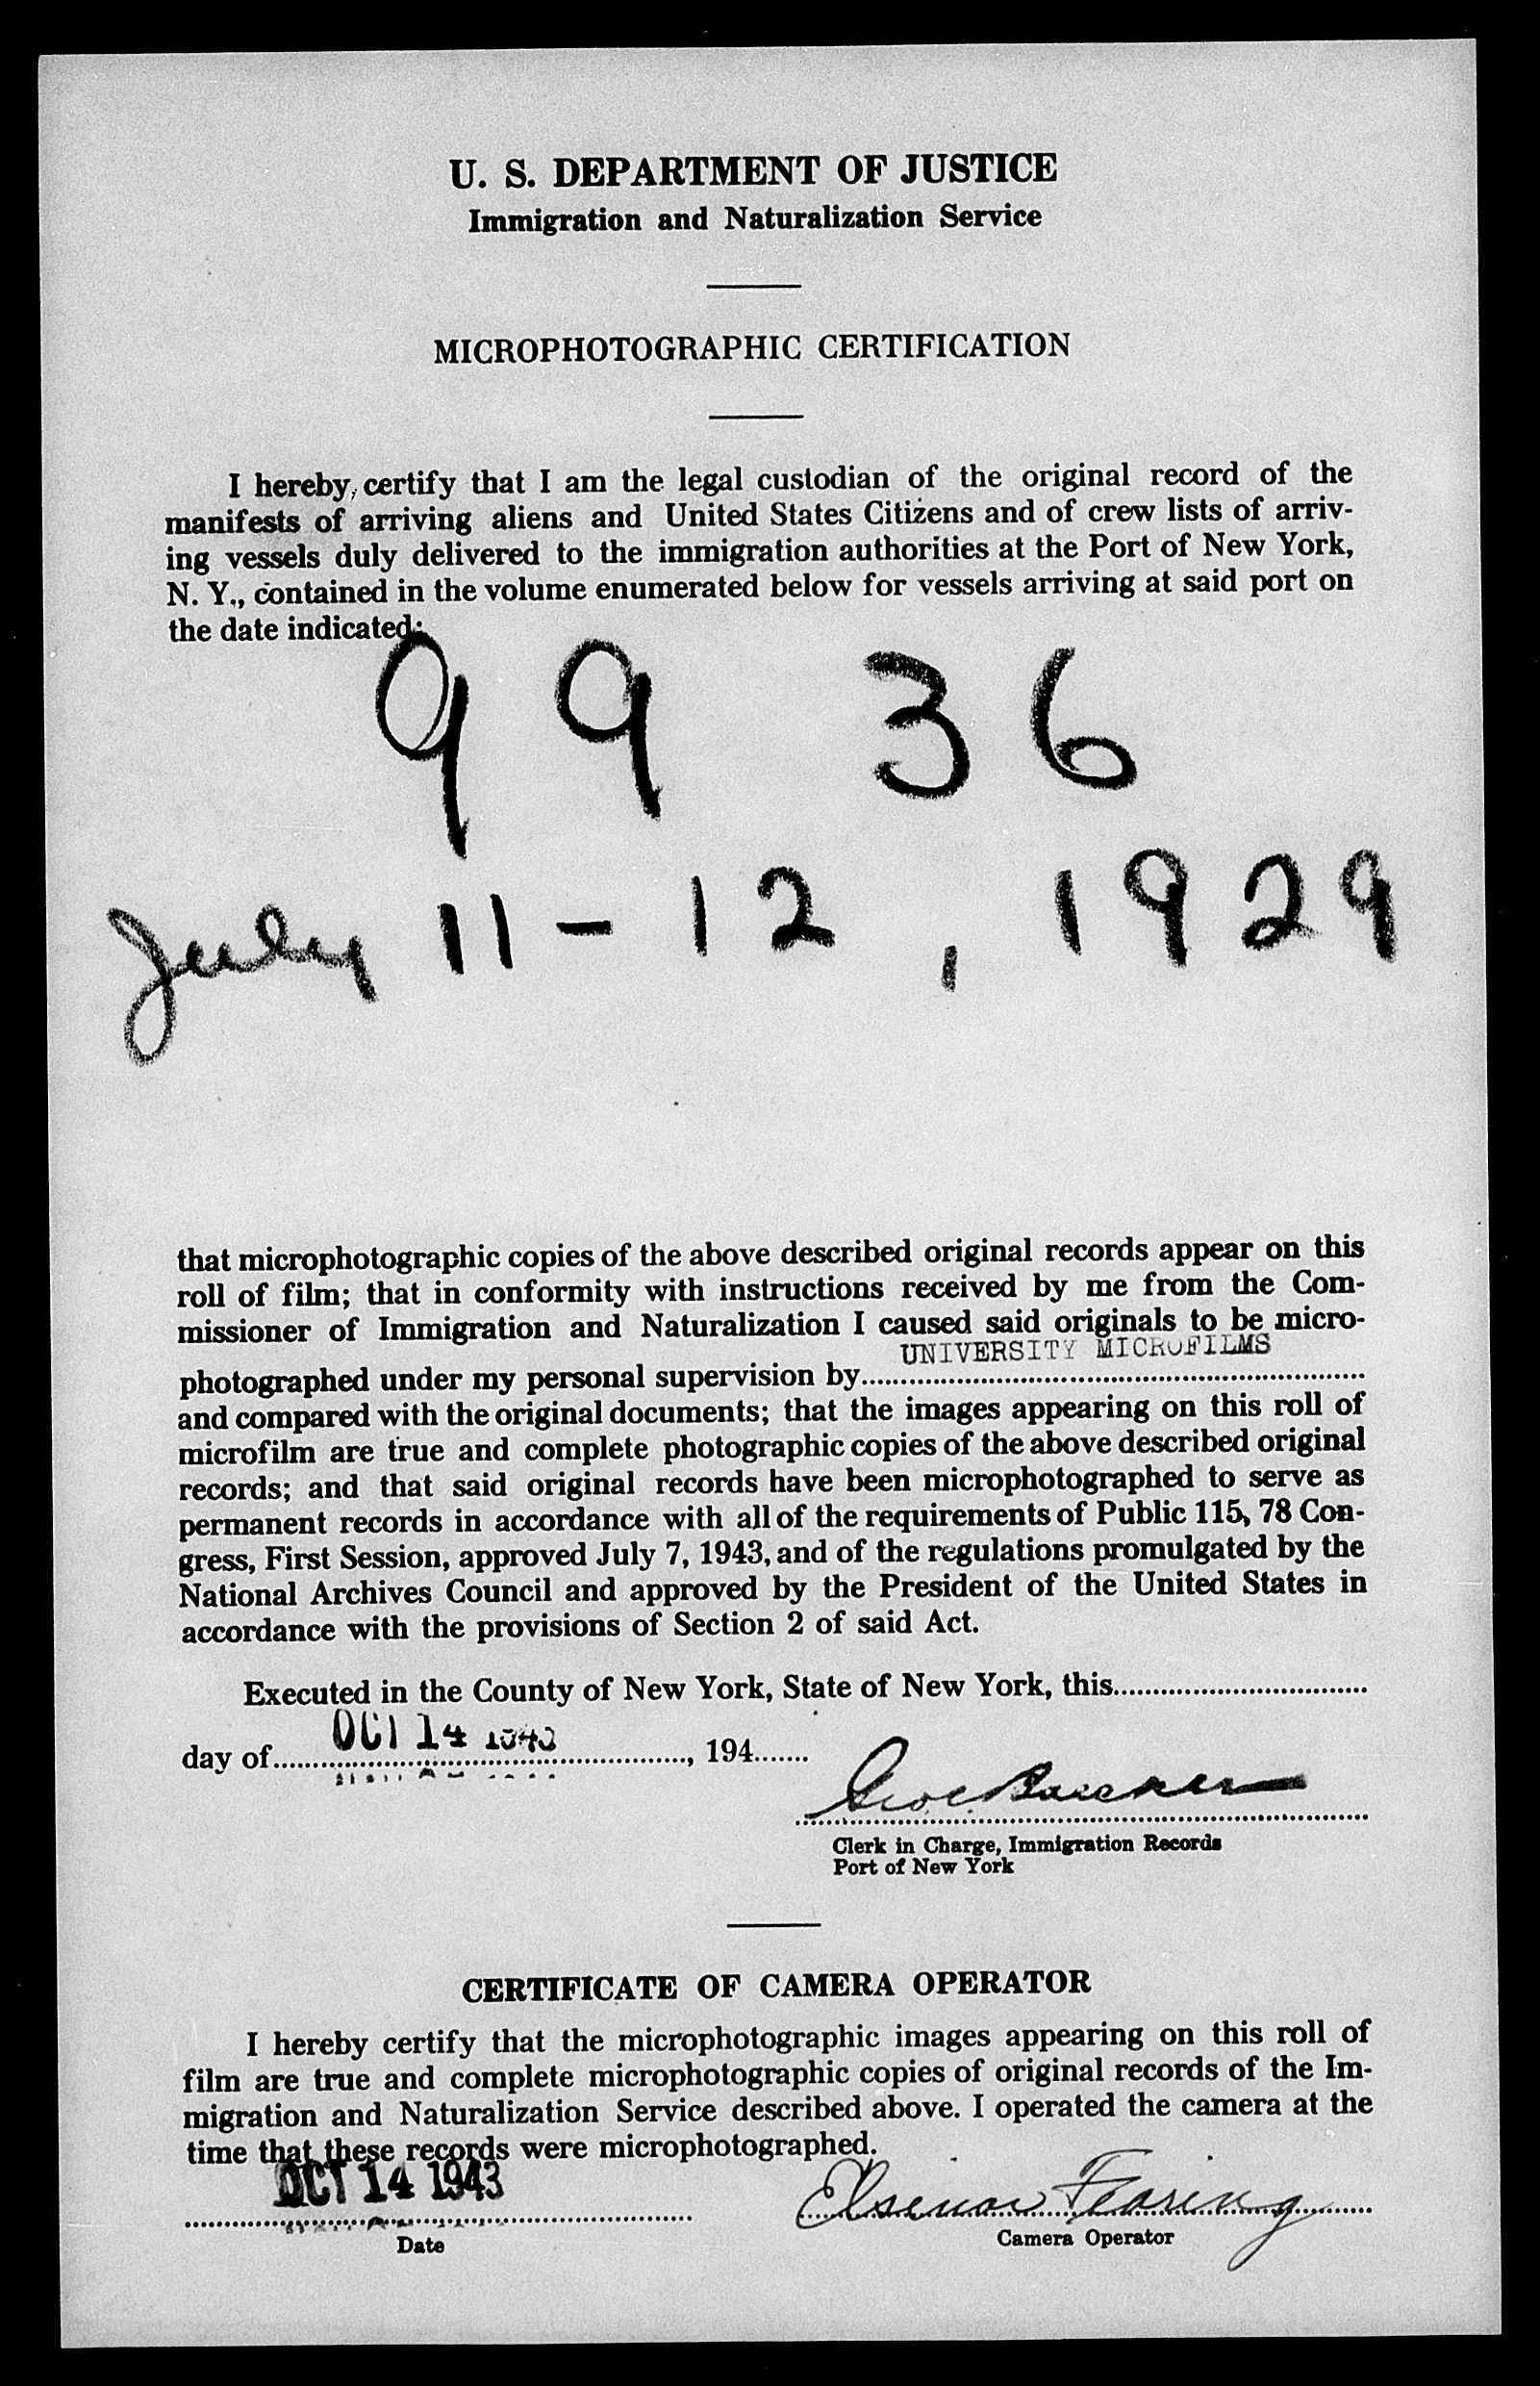 U. S. DEPARTMENT OF JUSTICE
Immigration and Naturalization Service
MICROPHOTOGRAPHIC CERTIFICATION
I hereby certify that I am the legal custodian of the original record of the
manifests of arriving aliens and United States Citizens and of crew lists of arriv-
ing vessels duly delivered to the immigration authorities at the Port of New York,
N. Y., contained in the volume enumerated below for vessels arriving at said port on
the date indicated:
99 36
July 11 - 12, 1929
that microphotographic copies of the above described original records appear on this
roll of film; that in conformity with instructions received by me from the Com-
missioner of Immigration and Naturalization I caused said originals to be micro-
UNIVERSITY MICROFILMS
photographed under my personal supervision by
and compared with the original documents; that the images appearing on this roll of
microfilm are true and complete photographic copies of the above described original
records; and that said original records have been microphotographed to serve as
permanent records in accordance with all of the requirements of Public 115, 78 Con-
gress, First Session, approved July 7, 1943, and of the regulations promulgated by the
National Archives Council and approved by the President of the United States in
accordance with the provisions of Section 2 of said Act.
Executed in the County of New York, State of New York, this
OCT 14 1943
day of , 194
Clerk in Charge, Immigration Records
Port of New York
CERTIFICATE OF CAMERA OPERATOR
I hereby certify that the microphotographic images appearing on this roll of
film are true and complete microphotographic copies of original records of the Im-
migration and Naturalization Service described above. I operated the camera at the
time that these records were microphotographed.
OCT 14 1943 Fearing
Date
Camera Operator